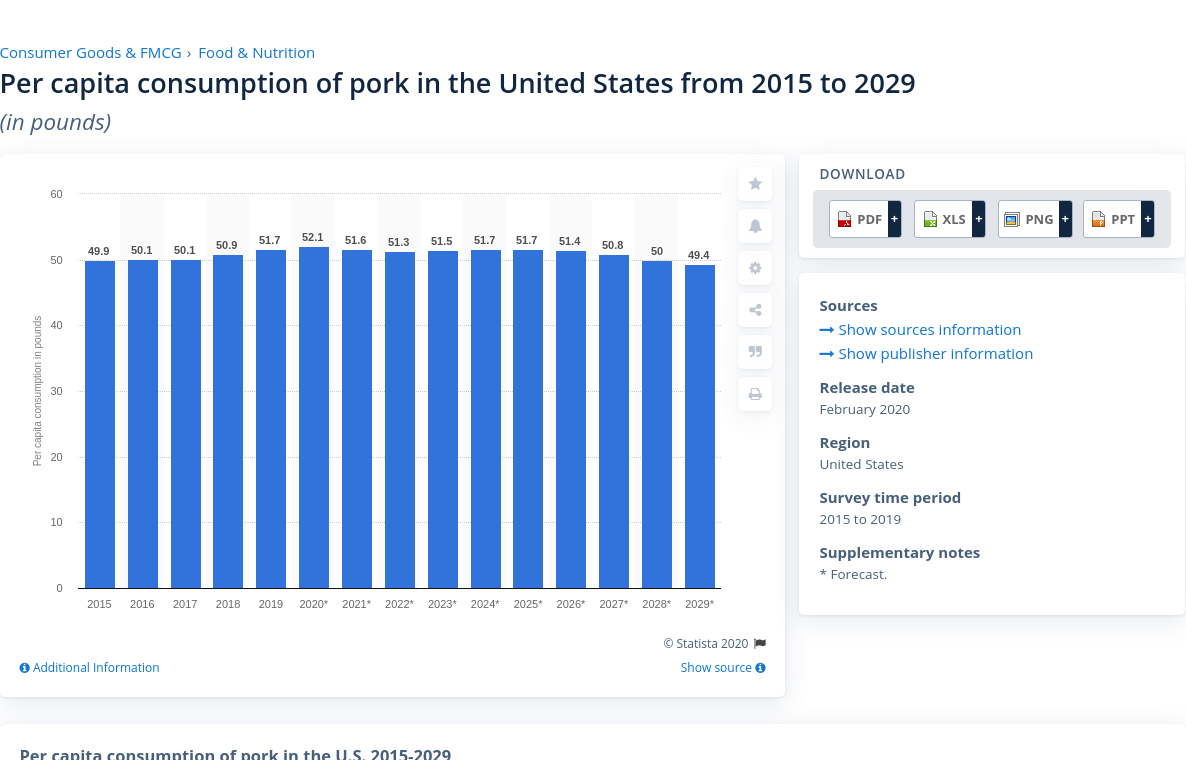 Consumer Goods & FMCG › Food & Nutrition
Per capita consumption of pork in the United States from 2015 to 2029
(in pounds)
60
50
40
30
20
10
0
Per capita consumption in pounds
49.9 50.1 50.1 50.9 51.7 52.1 51.6 51.3 51.5 51.7 51.7 51.4 50.8 50 49.4
2015 2016 2017 2018 2019 2020* 2021* 2022* 2023* 2024* 2025* 2026* 2027* 2028* 2029*
© Statista 2020
Additional Information
Show source
DOWNLOAD
PDF + XLS + PNG + PPT +
Sources
Show sources information
Show publisher information
Release date
February 2020
Region
United States
Survey time period
2015 to 2019
Supplementary notes
* Forecast.
Per capita consumption of pork in the U.S. 2015-2029